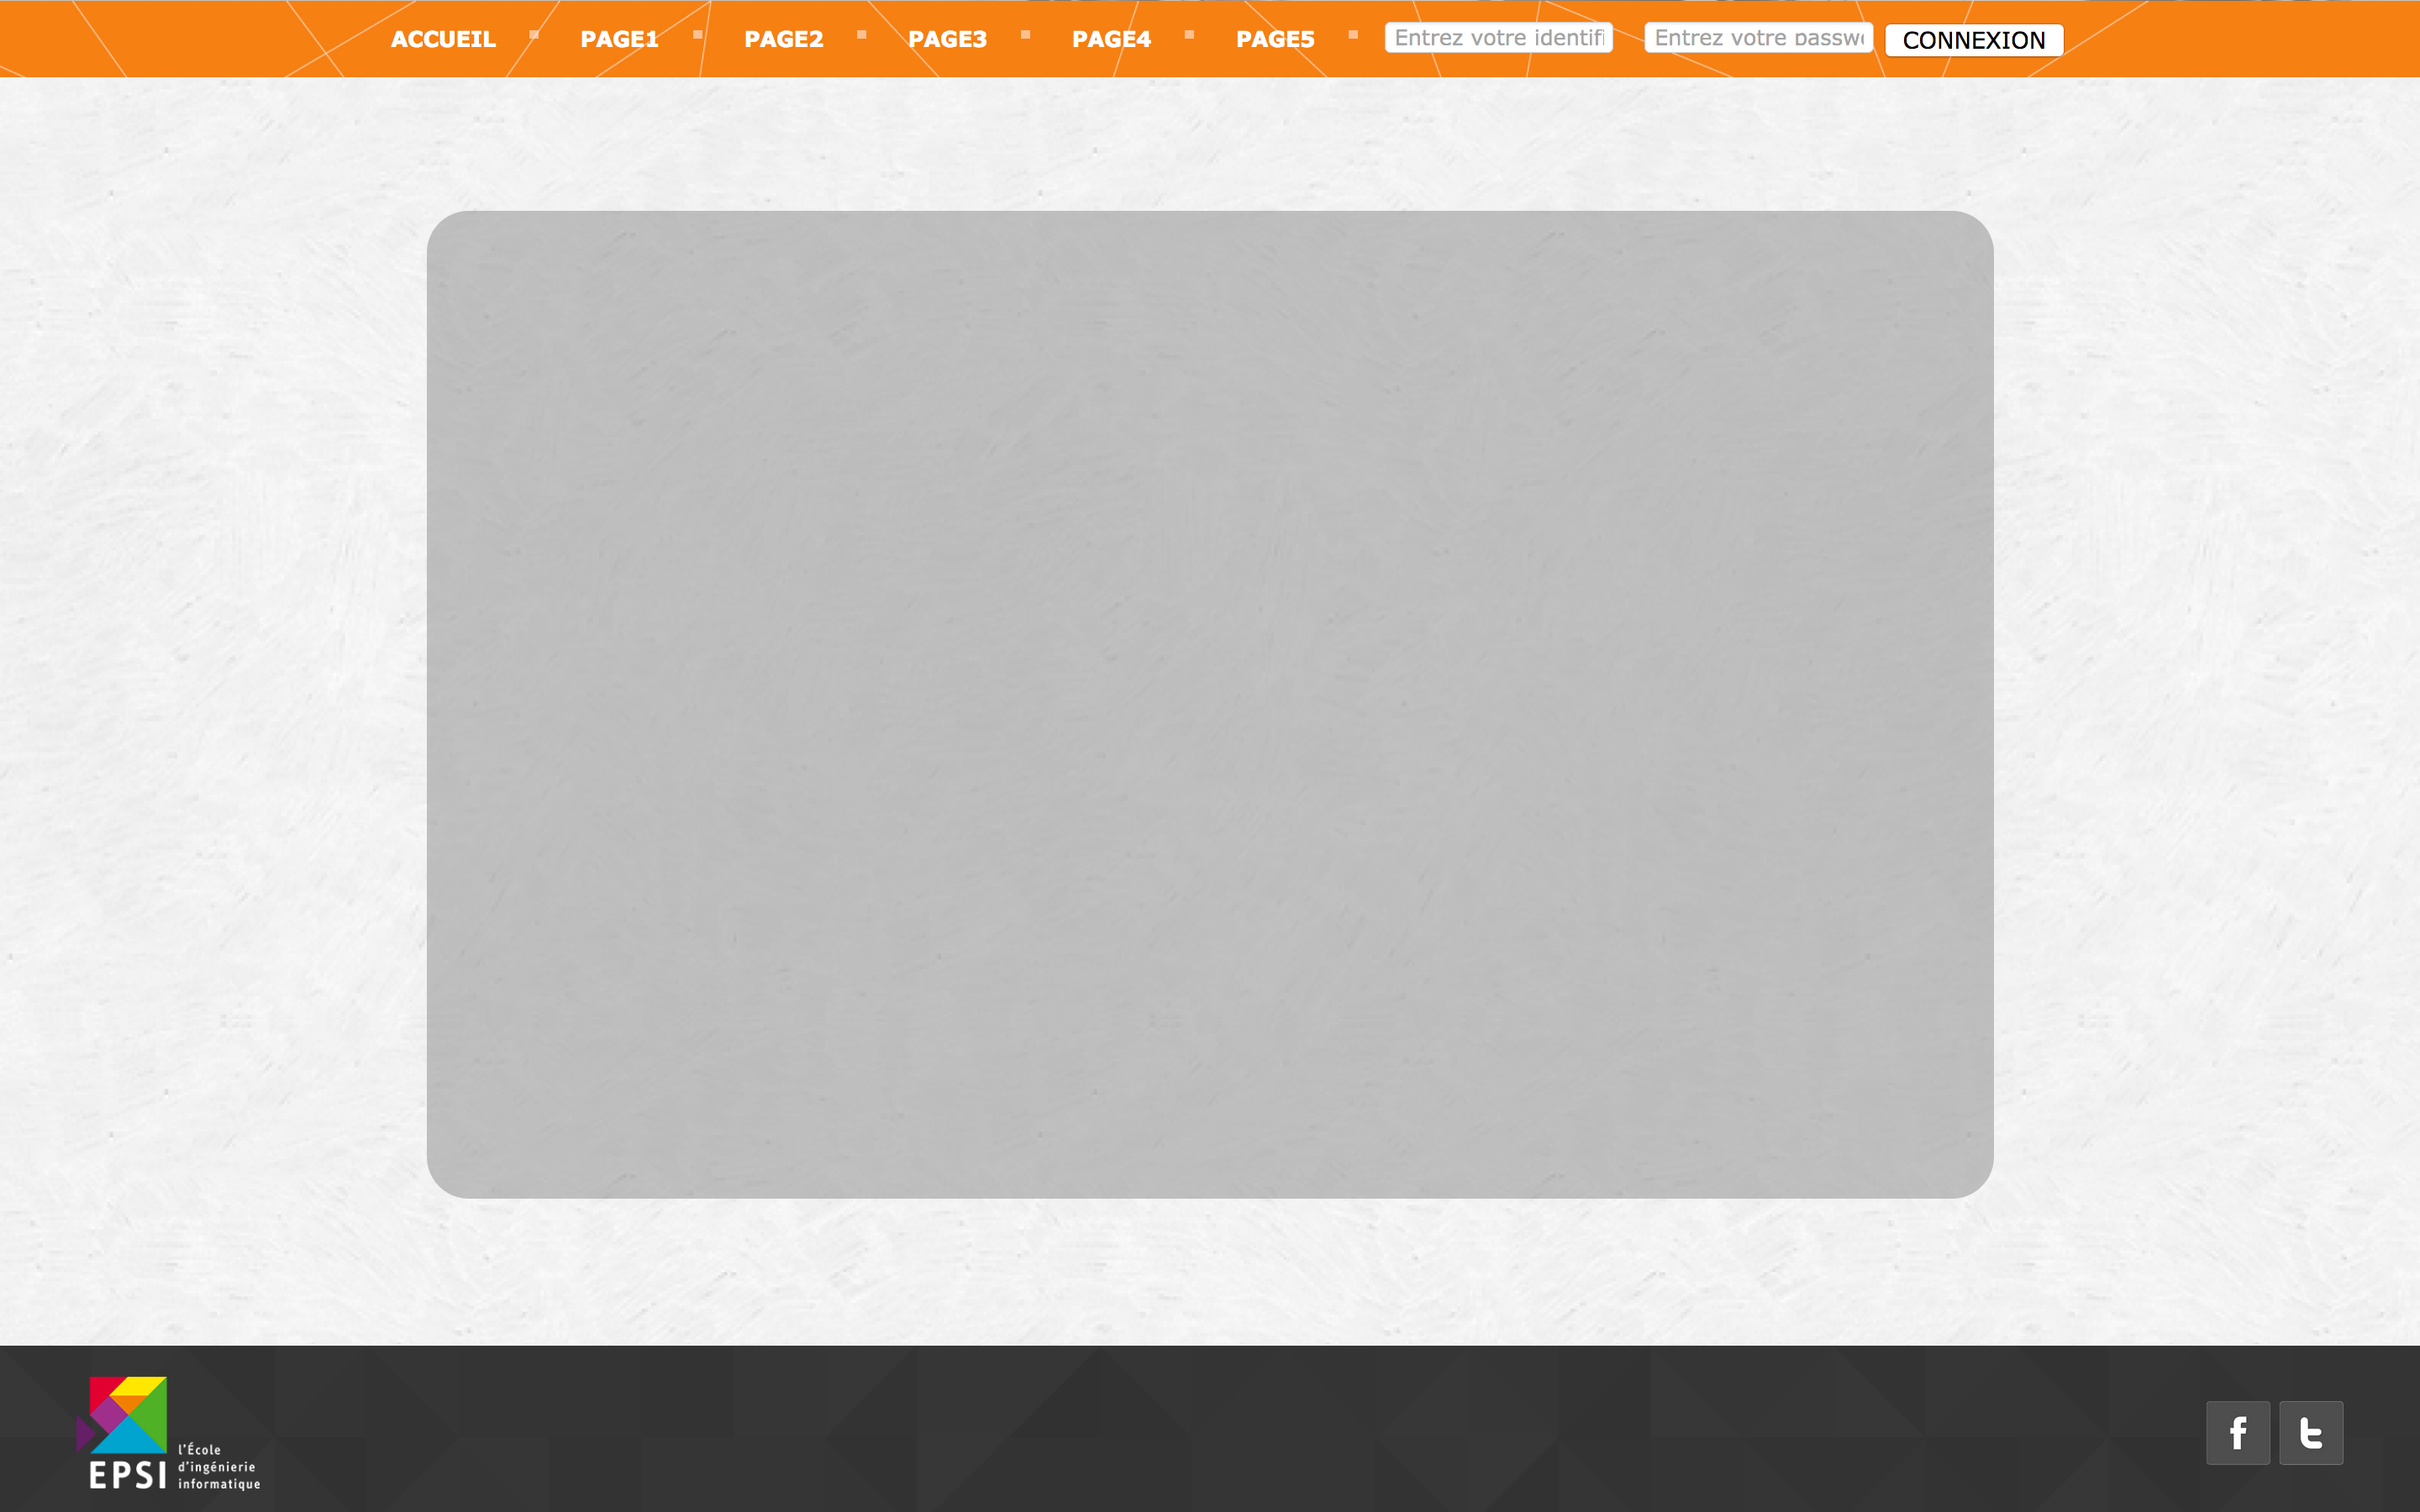 ACCUEIL PAGE1 PAGE2 PAGE3 PAGE4 PAGE5 Entrez votre identifi Entrez votre passw CONNEXION
l'École
d'ingénierie
EPSI informatique